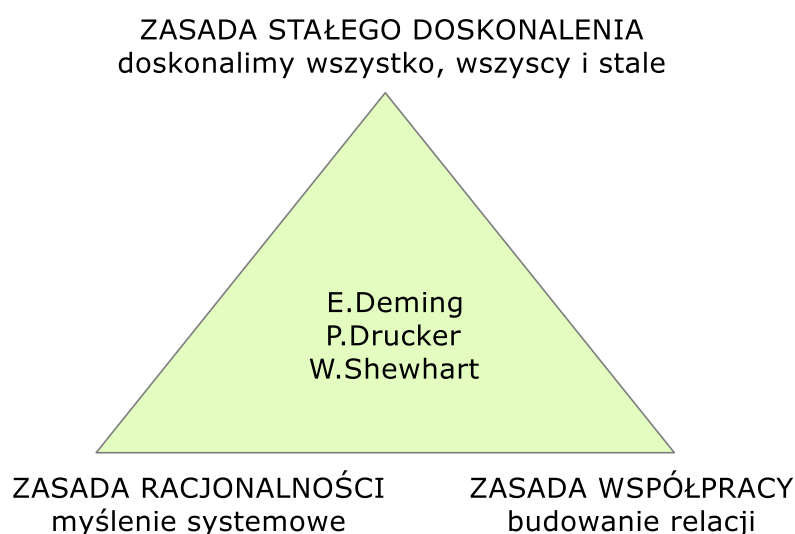 ZASADA STAŁEGO DOSKONALENIA
doskonalimy wszystko, wszyscy i stale
E.Deming
P.Drucker
W.Shewhart
ZASADA RACJONALNOŚCI
myślenie systemowe
ZASADA WSPÓŁPRACY
budowanie relacji